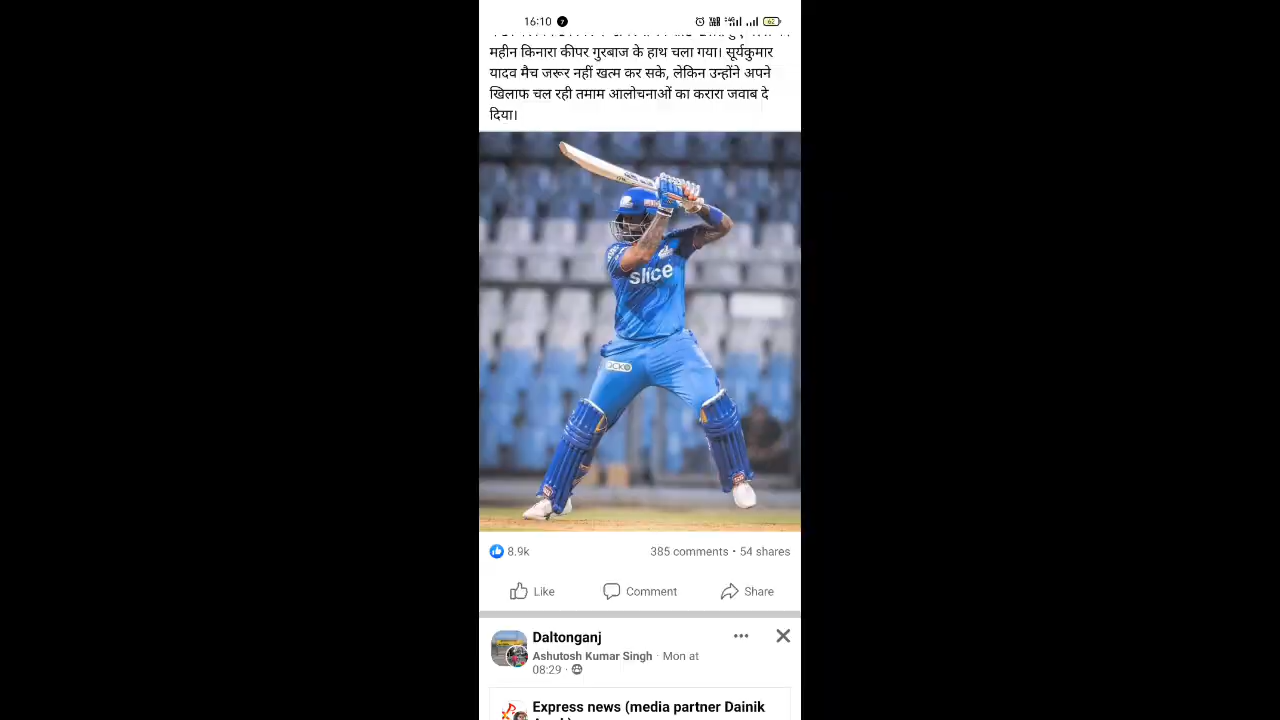 16:10
62
महीन किनारा कीपर गुरबाज के हाथ चला गया। सूर्यकुमार
यादव मैच जरूर नहीं खत्म कर सके, लेकिन उन्होंने अपने
खिलाफ चल रही तमाम आलोचनाओं का करारा जवाब दे
दिया।
slice
8.9k
385 comments • 54 shares
Like
Comment
Share
Daltonganj
Ashutosh Kumar Singh · Mon at
08:29 ·
Express news (media partner Dainik